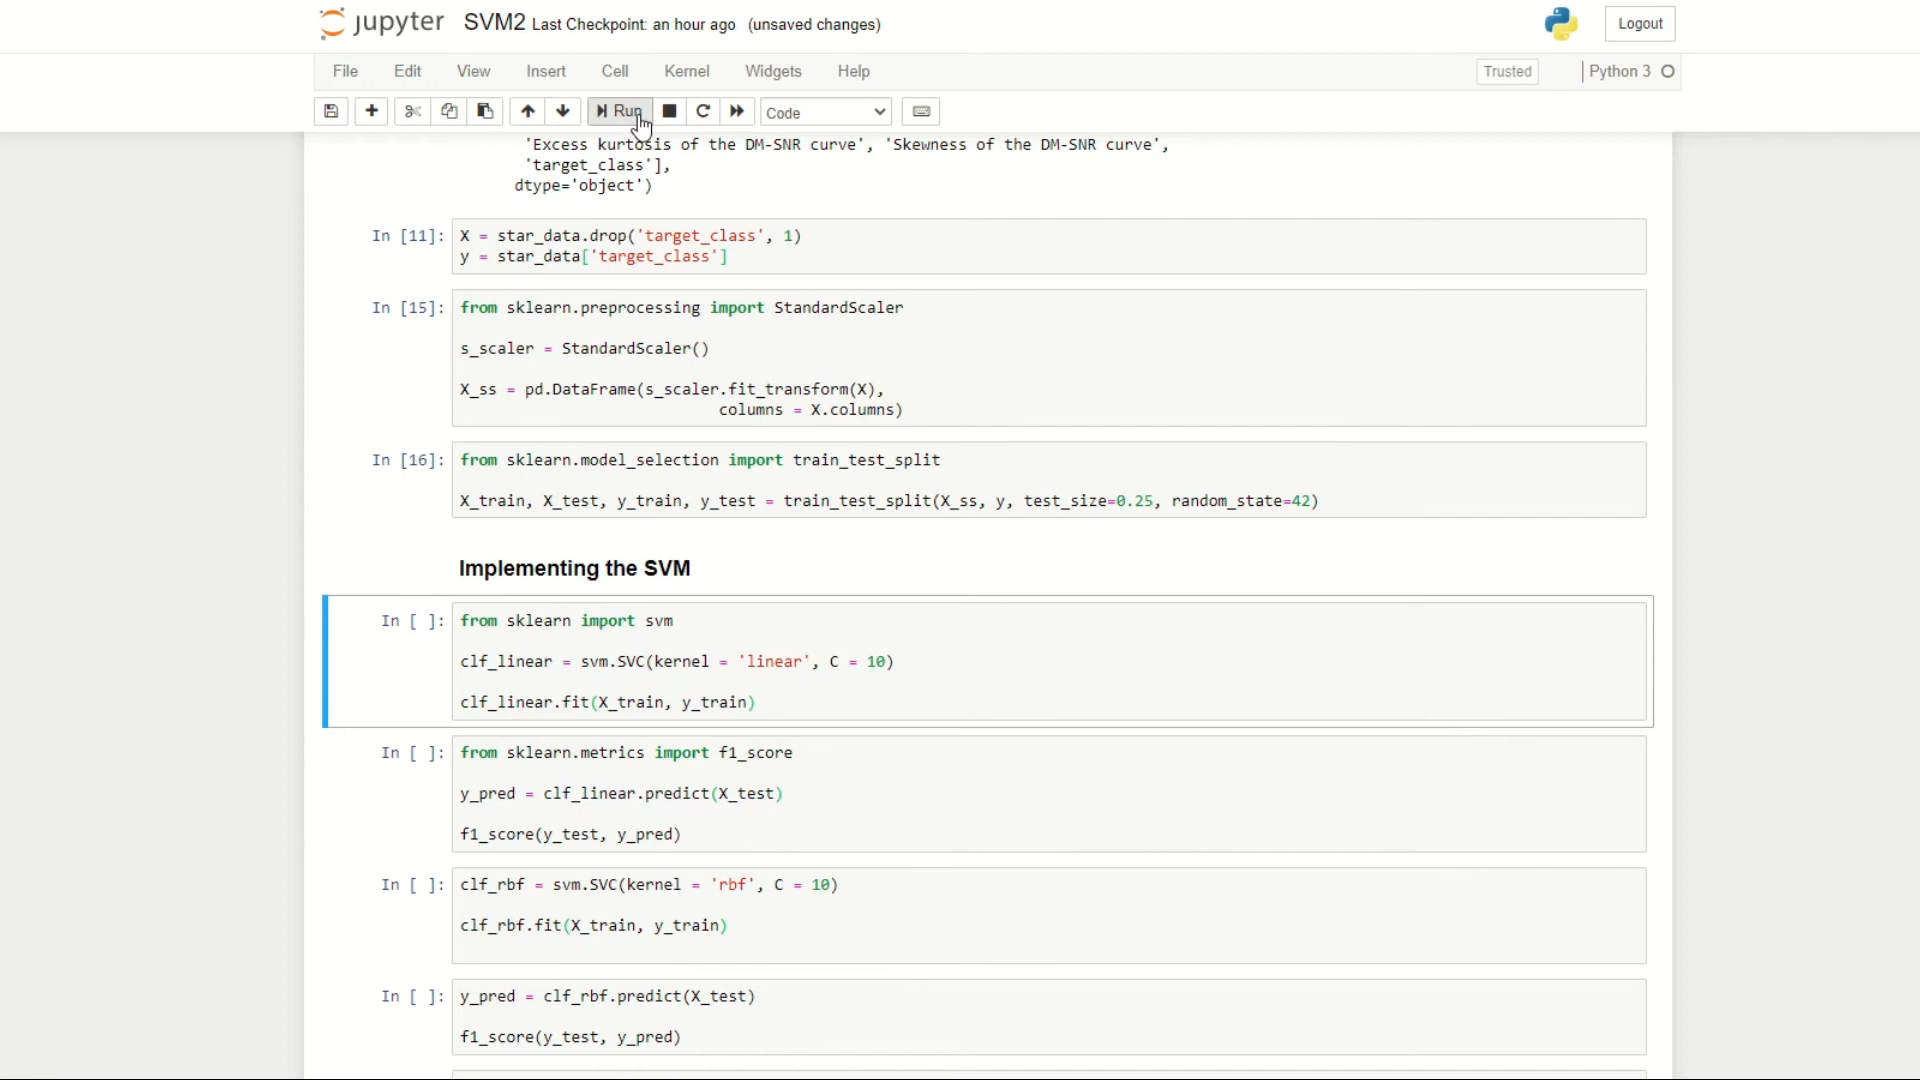 jupyter SVM2 Last Checkpoint: an hour ago (unsaved changes)
Logout
File Edit View Insert Cell Kernel Widgets Help
Trusted
Python 3
Run
Code
'Excess kurtosis of the DM-SNR curve', 'Skewness of the DM-SNR curve',
'target_class'],
dtype='object')
In [11]: X = star_data.drop('target_class', 1)
y = star_data['target_class']
In [15]: from sklearn.preprocessing import StandardScaler
s_scaler = StandardScaler()
X_ss = pd.DataFrame(s_scaler.fit_transform(X),
columns = X.columns)
In [16]: from sklearn.model_selection import train_test_split
X_train, X_test, y_train, y_test = train_test_split(X_ss, y, test_size=0.25, random_state=42)
Implementing the SVM
In [ ]: from sklearn import svm
clf_linear = svm.SVC(kernel = 'linear', C = 10)
clf_linear.fit(X_train, y_train)
In [ ]: from sklearn.metrics import f1_score
y_pred = clf_linear.predict(X_test)
f1_score(y_test, y_pred)
In [ ]: clf_rbf = svm.SVC(kernel = 'rbf', C = 10)
clf_rbf.fit(X_train, y_train)
In [ ]: y_pred = clf_rbf.predict(X_test)
f1_score(y_test, y_pred)